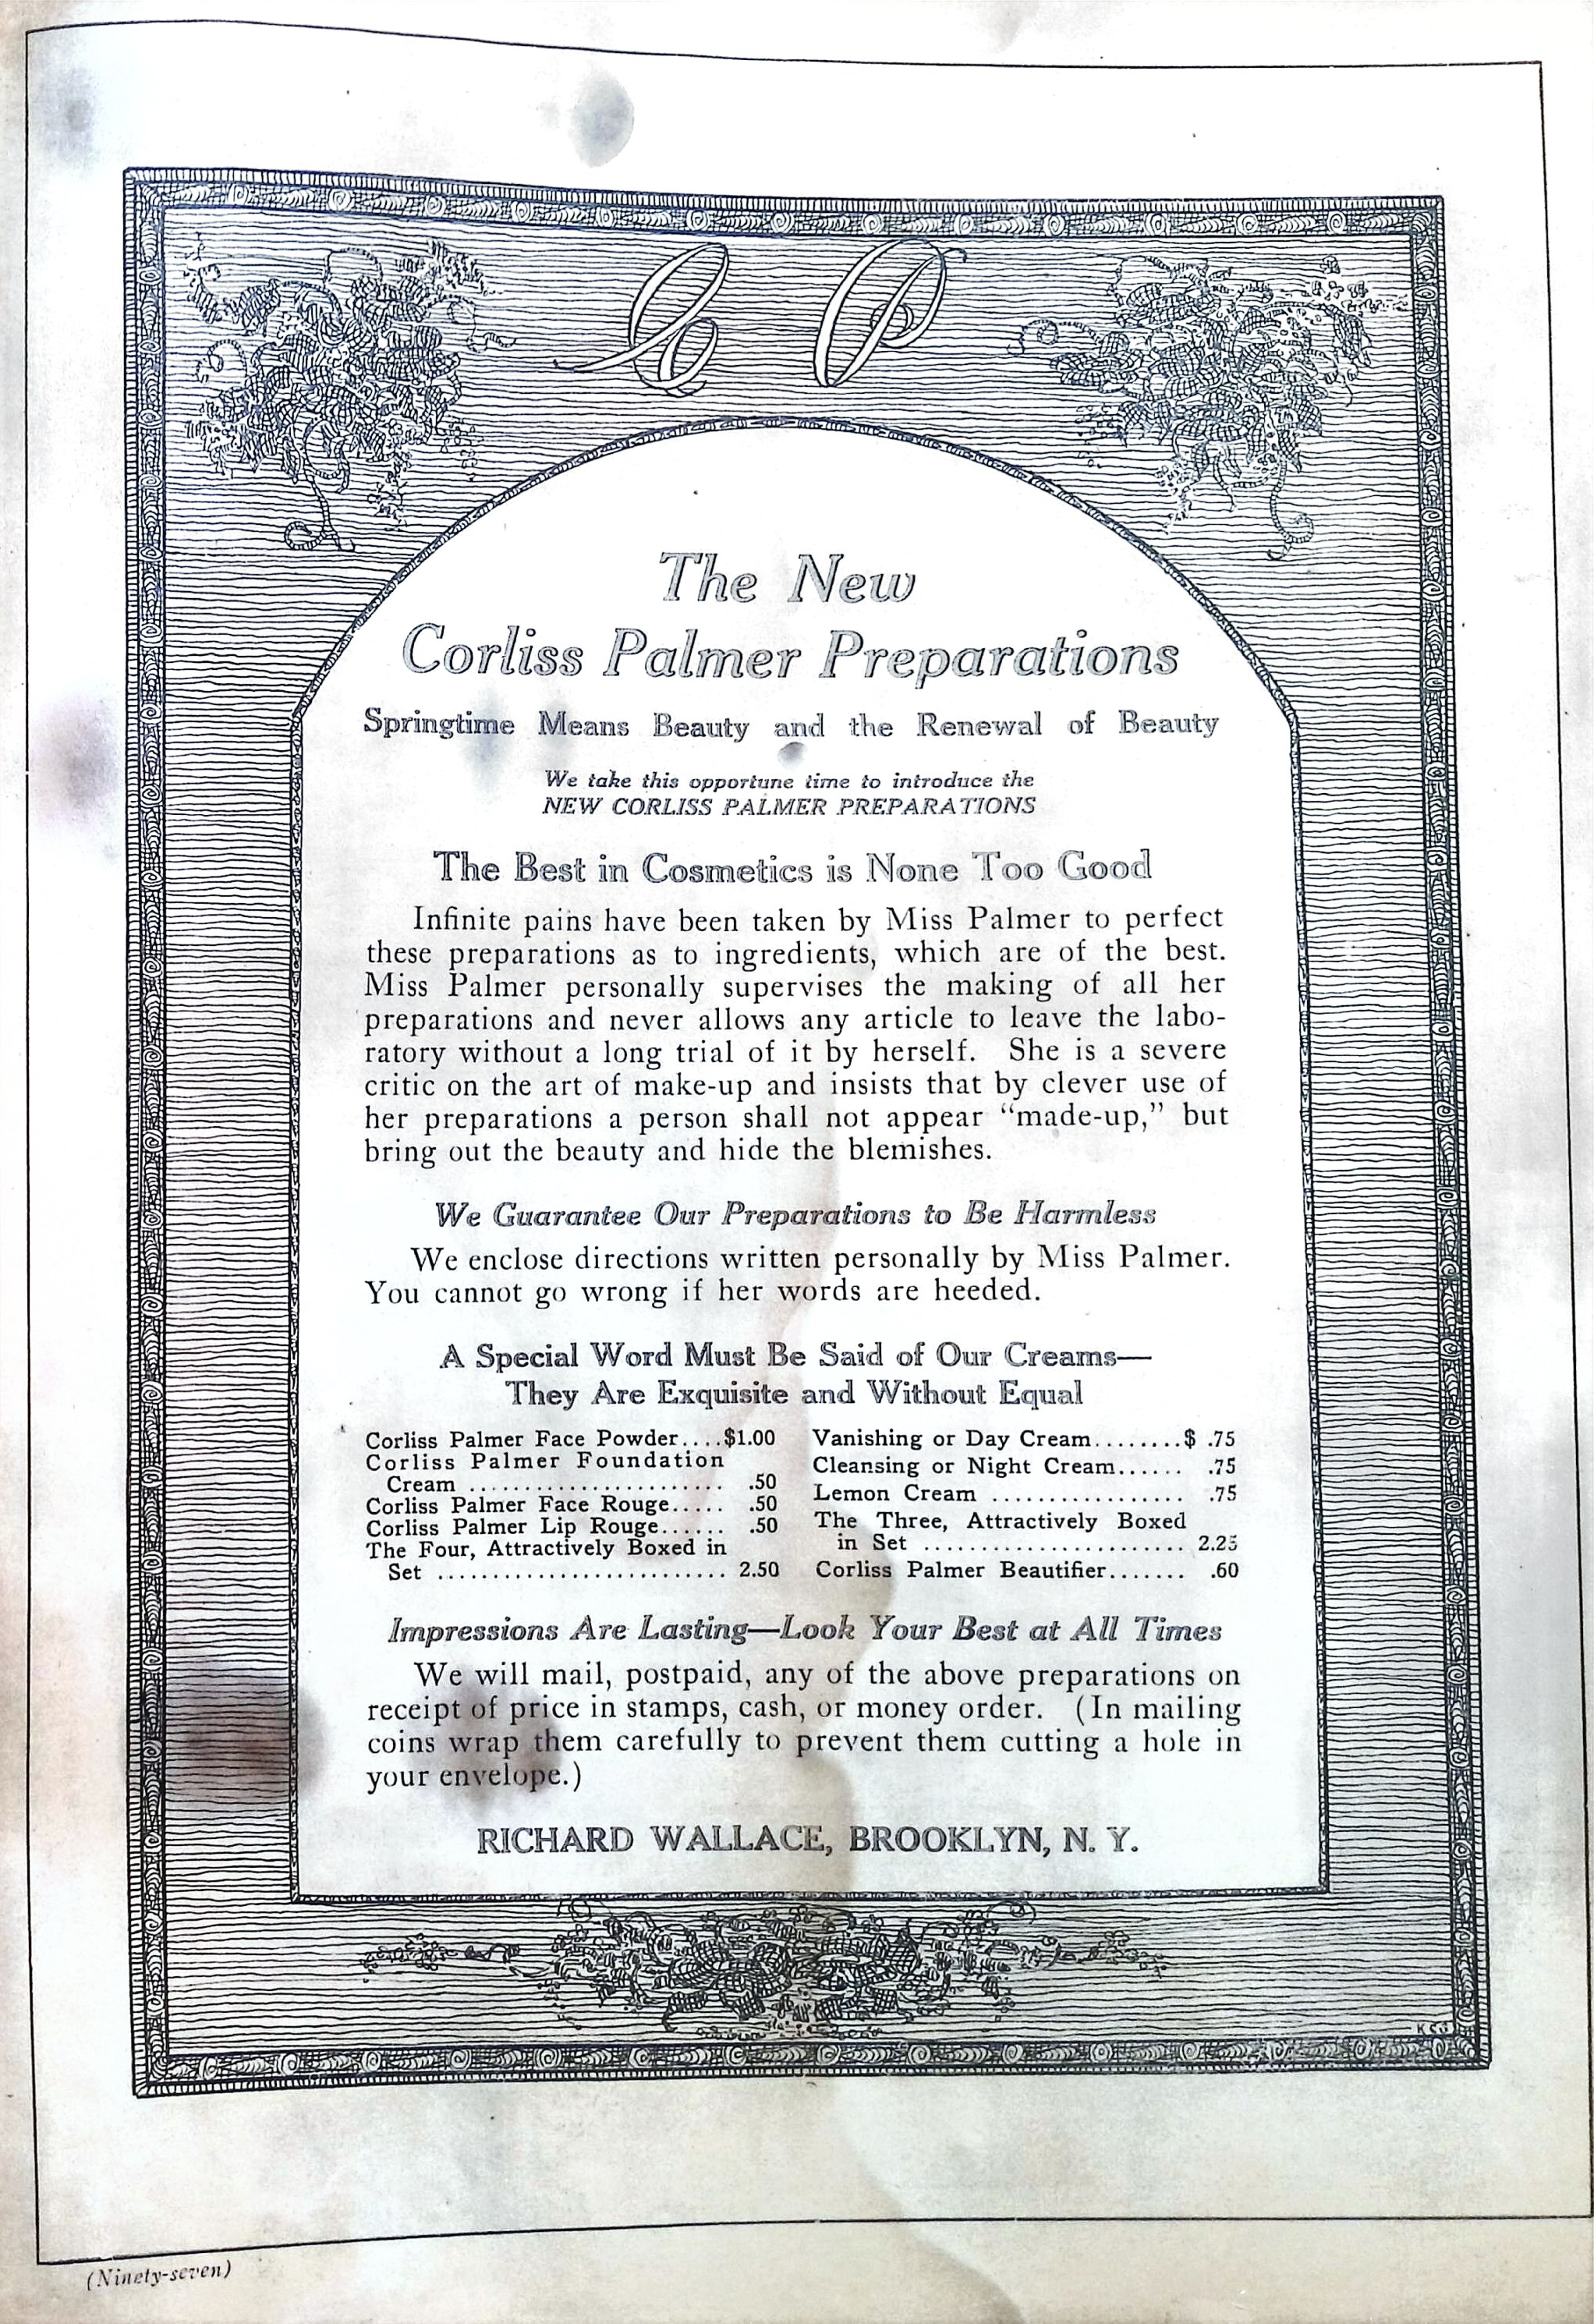 C P
The New
Corliss Palmer Preparations
Springtime Means Beauty and the Renewal of Beauty
We take this opportune time to introduce the
NEW CORLISS PALMER PREPARATIONS
The Best in Cosmetics is None Too Good
Infinite pains have been taken by Miss Palmer to perfect
these preparations as to ingredients, which are of the best.
Miss Palmer personally supervises the making of all her
preparations and never allows any article to leave the labo-
ratory without a long trial of it by herself. She is a severe
critic on the art of make-up and insists that by clever use of
her preparations a person shall not appear “made-up,” but
bring out the beauty and hide the blemishes.
We Guarantee Our Preparations to Be Harmless
We enclose directions written personally by Miss Palmer.
You cannot go wrong if her words are heeded.
A Special Word Must Be Said of Our Creams—
They Are Exquisite and Without Equal
Corliss Palmer Face Powder....$1.00
Corliss Palmer Foundation
Cream ....................... .50
Corliss Palmer Face Rouge..... .50
Corliss Palmer Lip Rouge...... .50
The Four, Attractively Boxed in
Set .......................... 2.50
Vanishing or Day Cream........$ .75
Cleansing or Night Cream...... .75
Lemon Cream ................. .75
The Three, Attractively Boxed
in Set ....................... 2.25
Corliss Palmer Beautifier....... .60
Impressions Are Lasting—Look Your Best at All Times
We will mail, postpaid, any of the above preparations on
receipt of price in stamps, cash, or money order. (In mailing
coins wrap them carefully to prevent them cutting a hole in
your envelope.)
RICHARD WALLACE, BROOKLYN, N. Y.
(Ninety-seven)